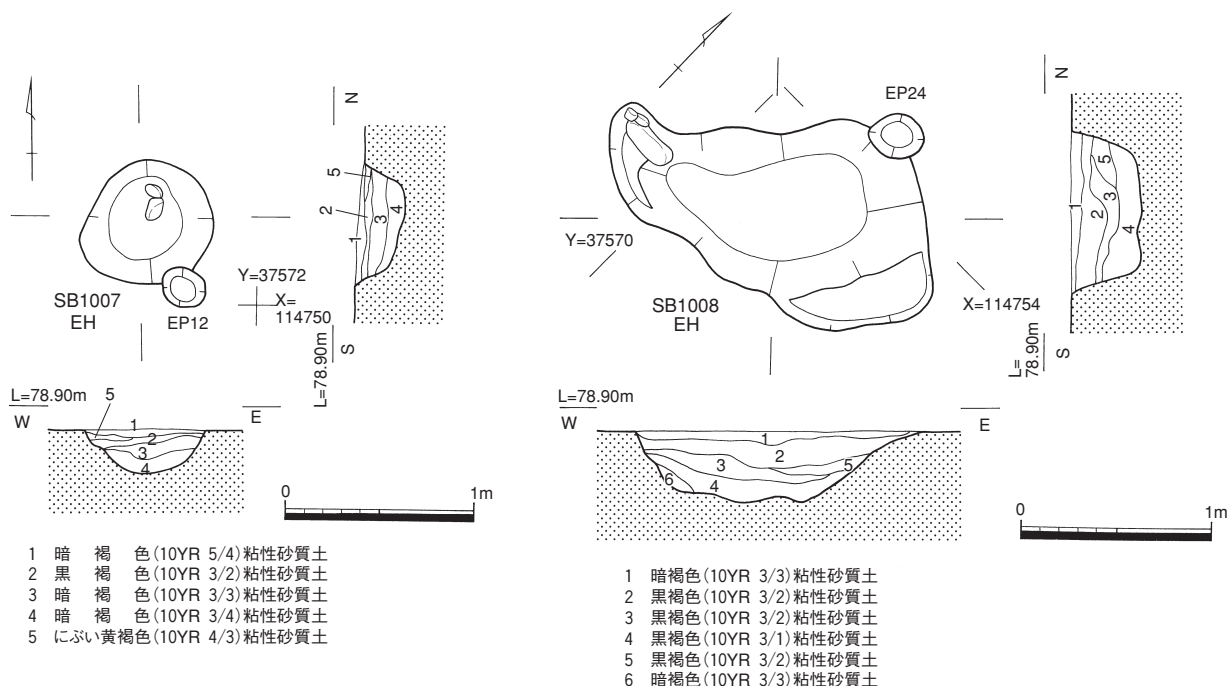 N
5
2
1
3
4
Y=37572
X=
114750
SB1007
EH
EP12
L=78.90m
S
L=78.90m
5
W
E
1
2
3
4
0
1m
1 暗 褐 色(10YR 5/4)粘性砂質土
2 黒 褐 色(10YR 3/2)粘性砂質土
3 暗 褐 色(10YR 3/3)粘性砂質土
4 暗 褐 色(10YR 3/4)粘性砂質土
5 にぶい黄褐色(10YR 4/3)粘性砂質土
EP24
N
5
3
1
2
4
Y=37570
SB1008
EH
X=114754
L=
78.90m
S
L=78.90m
W
E
1
2
3
5
6
4
0
1m
1 暗褐色(10YR 3/3)粘性砂質土
2 黒褐色(10YR 3/2)粘性砂質土
3 黒褐色(10YR 3/2)粘性砂質土
4 黒褐色(10YR 3/1)粘性砂質土
5 黒褐色(10YR 3/2)粘性砂質土
6 暗褐色(10YR 3/3)粘性砂質土